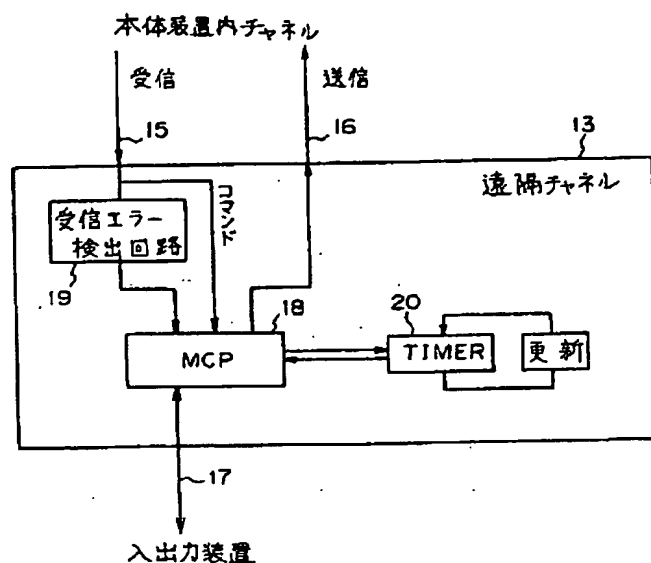 本体装置内チャネル
受信
送信
15
16
13
遠隔チャネル
コマンド
受信エラー
検出回路
19
18
MCP
20
TIMER
更新
17
入出力装置